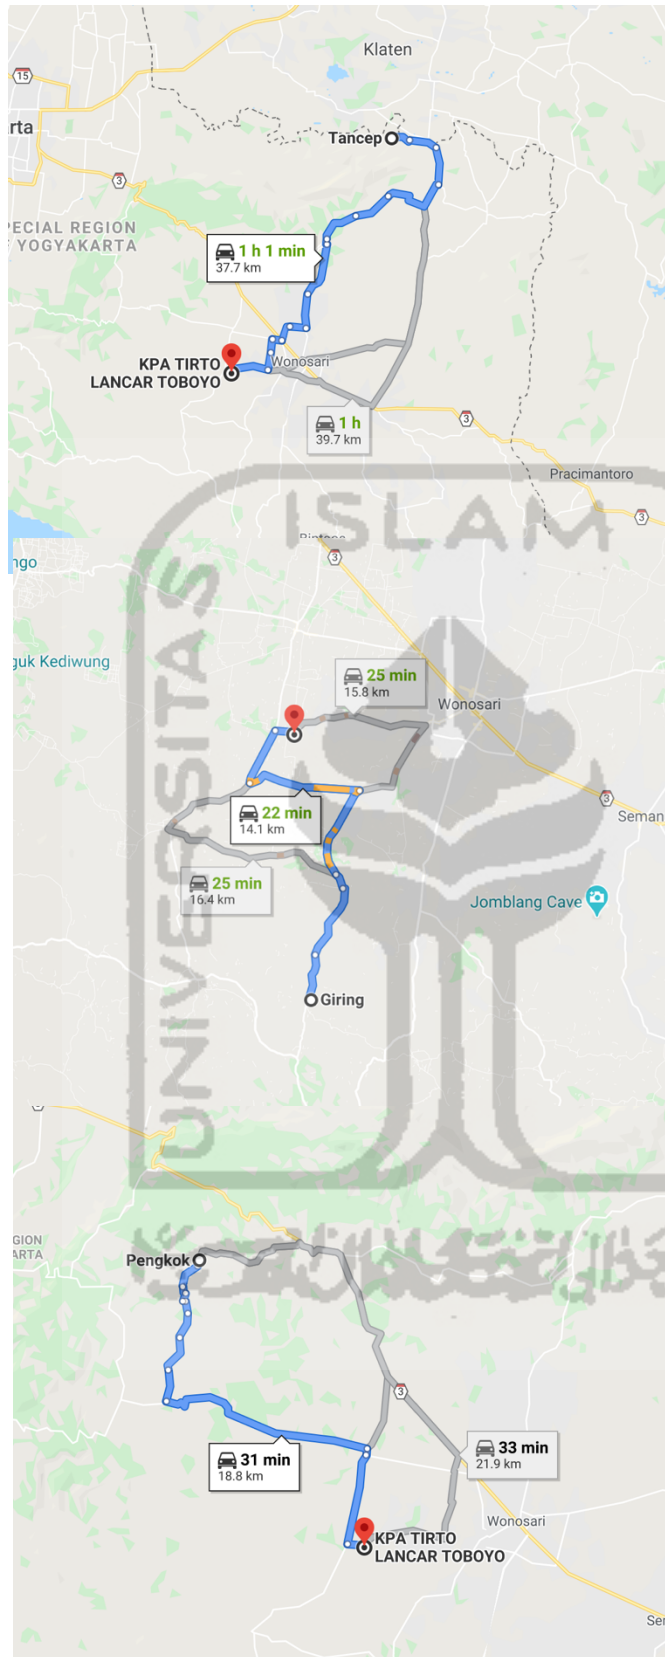 Klaten
15
arta
Tancep
3
PECIAL REGION
F YOGYAKARTA
1 h 1 min
37.7 km
KPA TIRTO
LANCAR TOBOYO
Wonosari
1 h
39.7 km
3
Pracimantoro
3
ISLAM
3
ngo
UNIVERSITAS
guk Kediwung
25 min
15.8 km
Wonosari
3
22 min
14.1 km
Seman
25 min
16.4 km
Jomblang Cave
Giring
GION
ARTA
Pengkok
3
33 min
21.9 km
31 min
18.8 km
Wonosari
KPA TIRTO
LANCAR TOBOYO
Ser